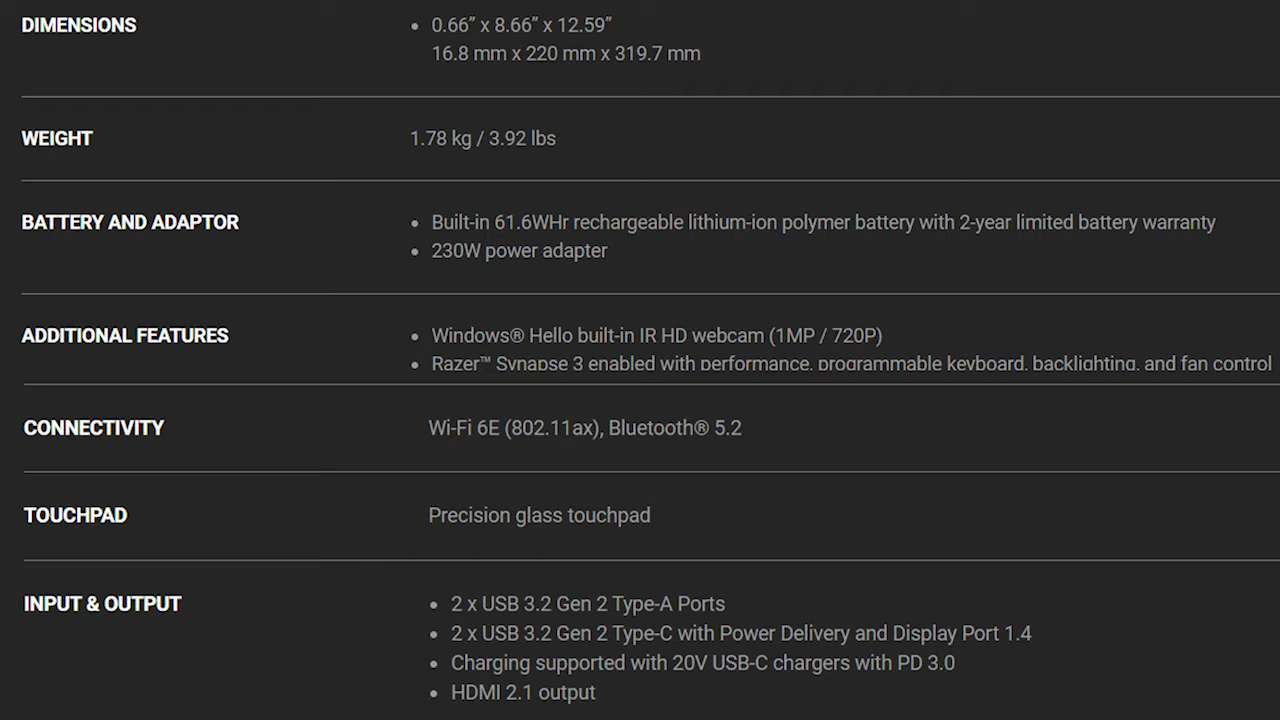 DIMENSIONS
0.66” x 8.66” x 12.59”
16.8 mm x 220 mm x 319.7 mm
WEIGHT
1.78 kg / 3.92 lbs
BATTERY AND ADAPTOR
Built-in 61.6WHr rechargeable lithium-ion polymer battery with 2-year limited battery warranty
230W power adapter
ADDITIONAL FEATURES
Windows® Hello built-in IR HD webcam (1MP / 720P)
Razer™ Synapse 3 enabled with performance, programmable keyboard, backlighting, and fan control
CONNECTIVITY
Wi-Fi 6E (802.11ax), Bluetooth® 5.2
TOUCHPAD
Precision glass touchpad
INPUT & OUTPUT
2 x USB 3.2 Gen 2 Type-A Ports
2 x USB 3.2 Gen 2 Type-C with Power Delivery and Display Port 1.4
Charging supported with 20V USB-C chargers with PD 3.0
HDMI 2.1 output